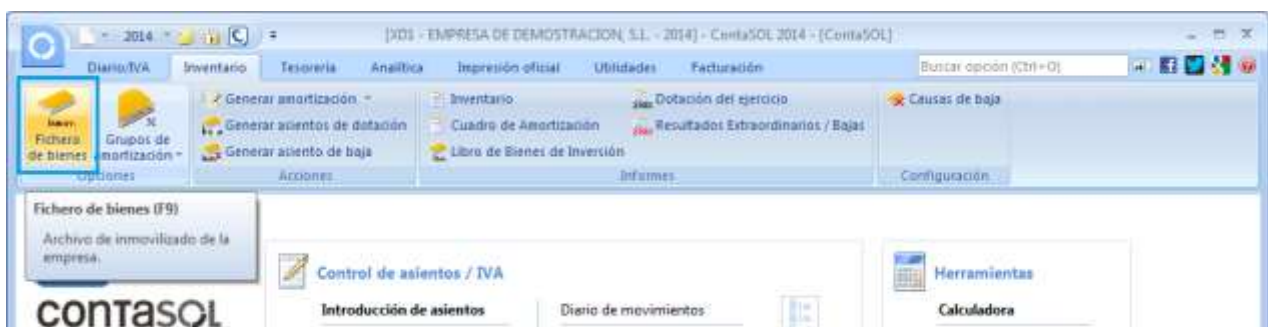 2014
[XD1 - EMPRESA DE DEMOSTRACION, S.L. - 2014] - ContaSOL 2014 - [ContaSOL]
Diario/IVA Inventario Tesorería Analítica Impresión oficial Utilidades Facturación Buscar opción (Ctrl+O)
Fichero de bienes
Grupos de amortización
Opciones
Generar amortización
Generar asientos de dotación
Generar asiento de baja
Acciones
Inventario
Cuadro de Amortización
Libro de Bienes de Inversión
Dotación del ejercicio
Resultados Extraordinarios / Bajas
Informes
Causas de baja
Configuración
Fichero de bienes (F9)
Archivo de inmovilizado de la
empresa.
contasol
Control de asientos / IVA
Introducción de asientos
Diario de movimientos
Herramientas
Calculadora